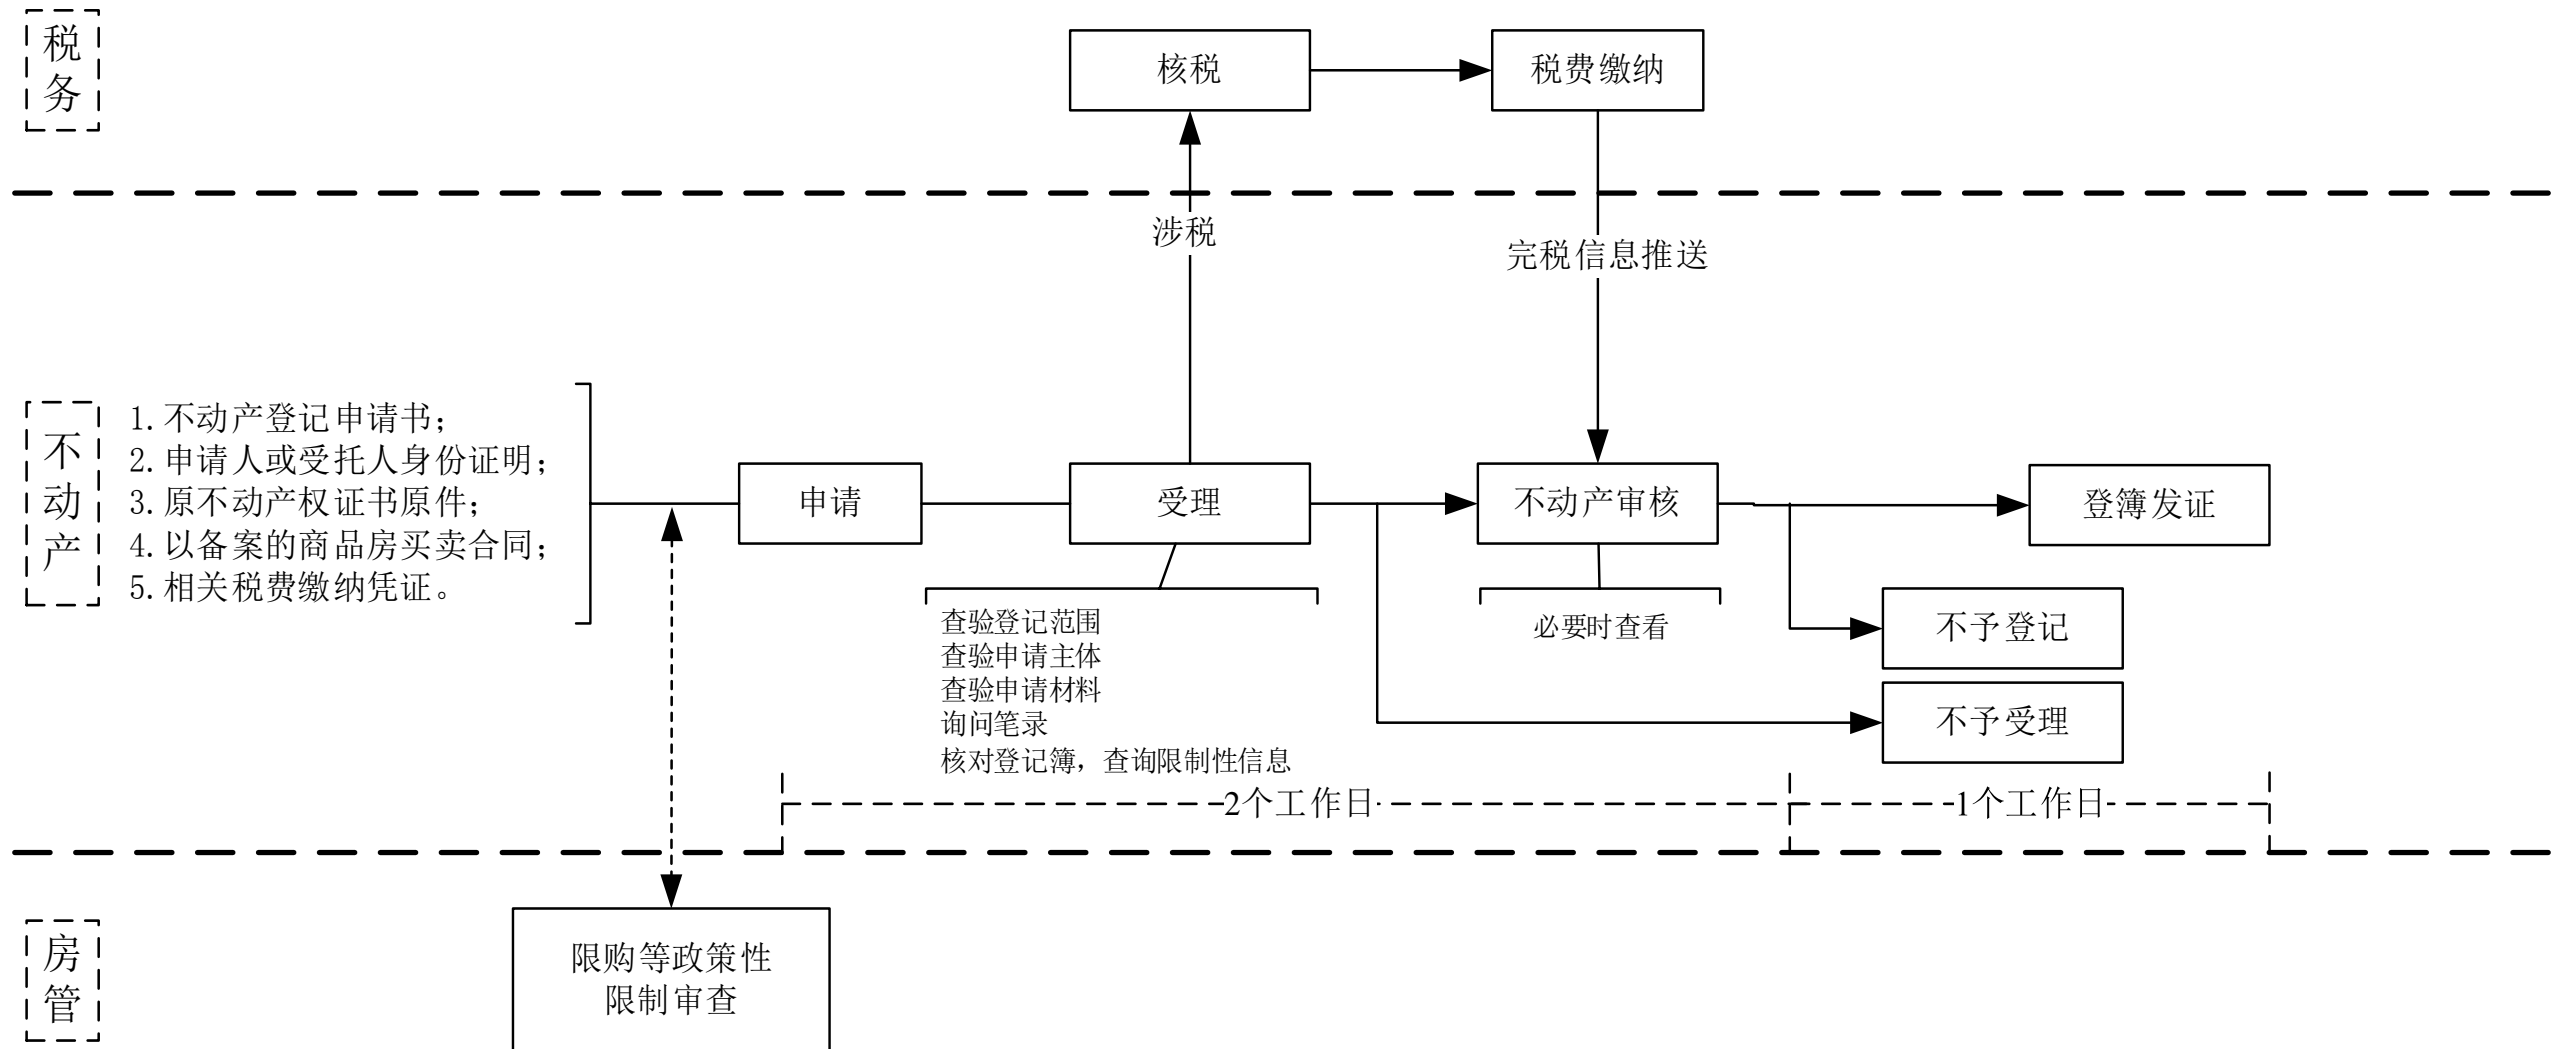 税
务
核税
税费缴纳
涉税
完税信息推送
不
动
产
1.不动产登记申请书；
2.申请人或受托人身份证明；
3.原不动产权证书原件；
4.以备案的商品房买卖合同；
5.相关税费缴纳凭证。
申请
受理
不动产审核
登簿发证
查验登记范围
查验申请主体
查验申请材料
询问笔录
核对登记簿，查询限制性信息
必要时查看
不予登记
不予受理
2个工作日
1个工作日
房
管
限购等政策性
限制审查